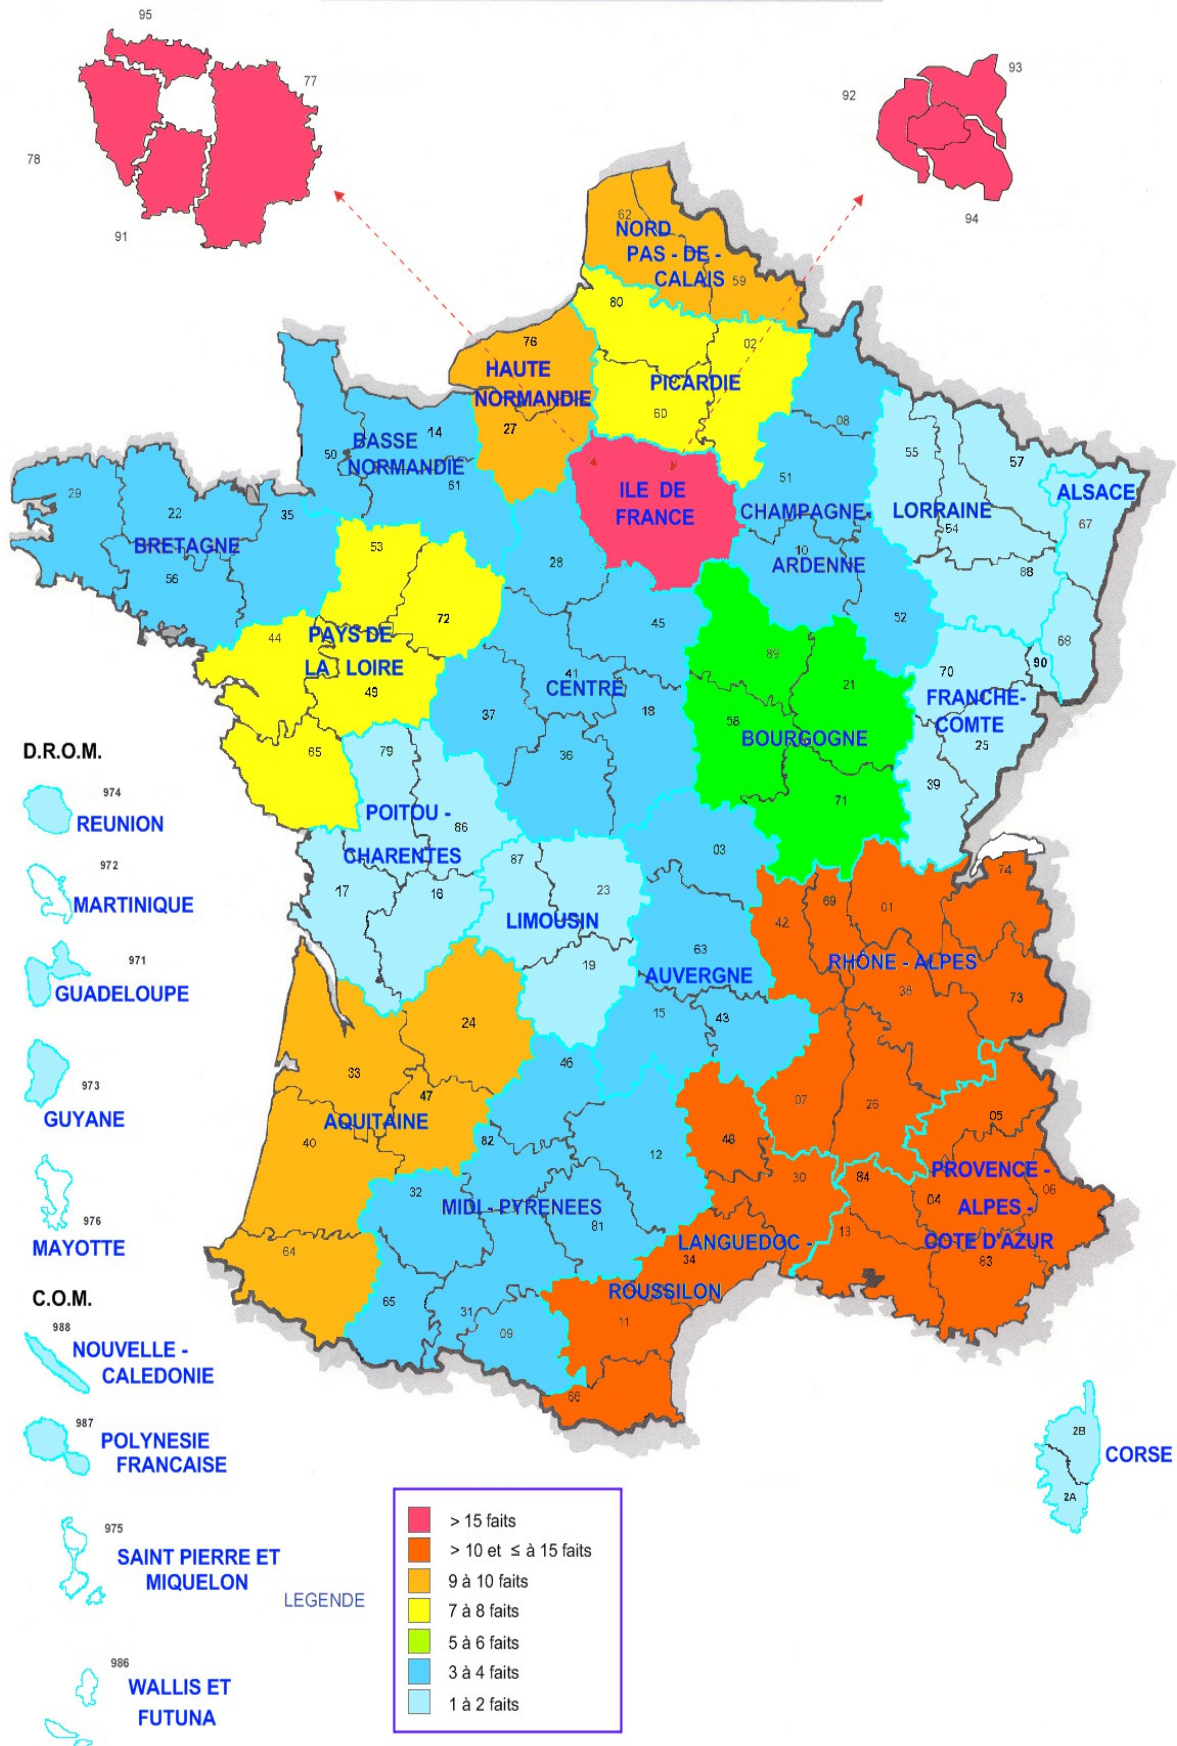 95
77
78
91
93
92
94
62
NORD
PAS - DE -
CALAIS
59
80
02
76
HAUTE
NORMANDIE
27
PICARDIE
60
08
14
BASSE
50
NORMANDIE
61
ILE DE
FRANCE
51
CHAMPAGNE-
10
ARDENNE
52
55
57
LORRAINE
54
88
ALSACE
67
68
29
22
35
BRETAGNE
56
53
72
44
PAYS DE
LA LOIRE
49
65
28
45
41
CENTRE
37
18
36
89
21
58
BOURGOGNE
71
70
90
FRANCHE-
COMTE
25
39
79
POITOU -
86
CHARENTES
17
16
87
23
LIMOUSIN
19
03
63
AUVERGNE
15
43
42
69
01
74
RHÔNE - ALPES
38
73
07
26
24
33
47
AQUITAINE
40
64
46
82
12
32
MIDI - PYRENEES
81
65
31
09
48
30
LANGUEDOC -
34
ROUSSILON
11
66
05
84
PROVENCE -
04
06
ALPES -
13
COTE D'AZUR
83
2B
CORSE
2A
D.R.O.M.
974
REUNION
972
MARTINIQUE
971
GUADELOUPE
973
GUYANE
976
MAYOTTE
C.O.M.
988
NOUVELLE -
CALEDONIE
987
POLYNESIE
FRANCAISE
975
SAINT PIERRE ET
MIQUELON
986
WALLIS ET
FUTUNA
LEGENDE
> 15 faits
> 10 et ≤ à 15 faits
9 à 10 faits
7 à 8 faits
5 à 6 faits
3 à 4 faits
1 à 2 faits